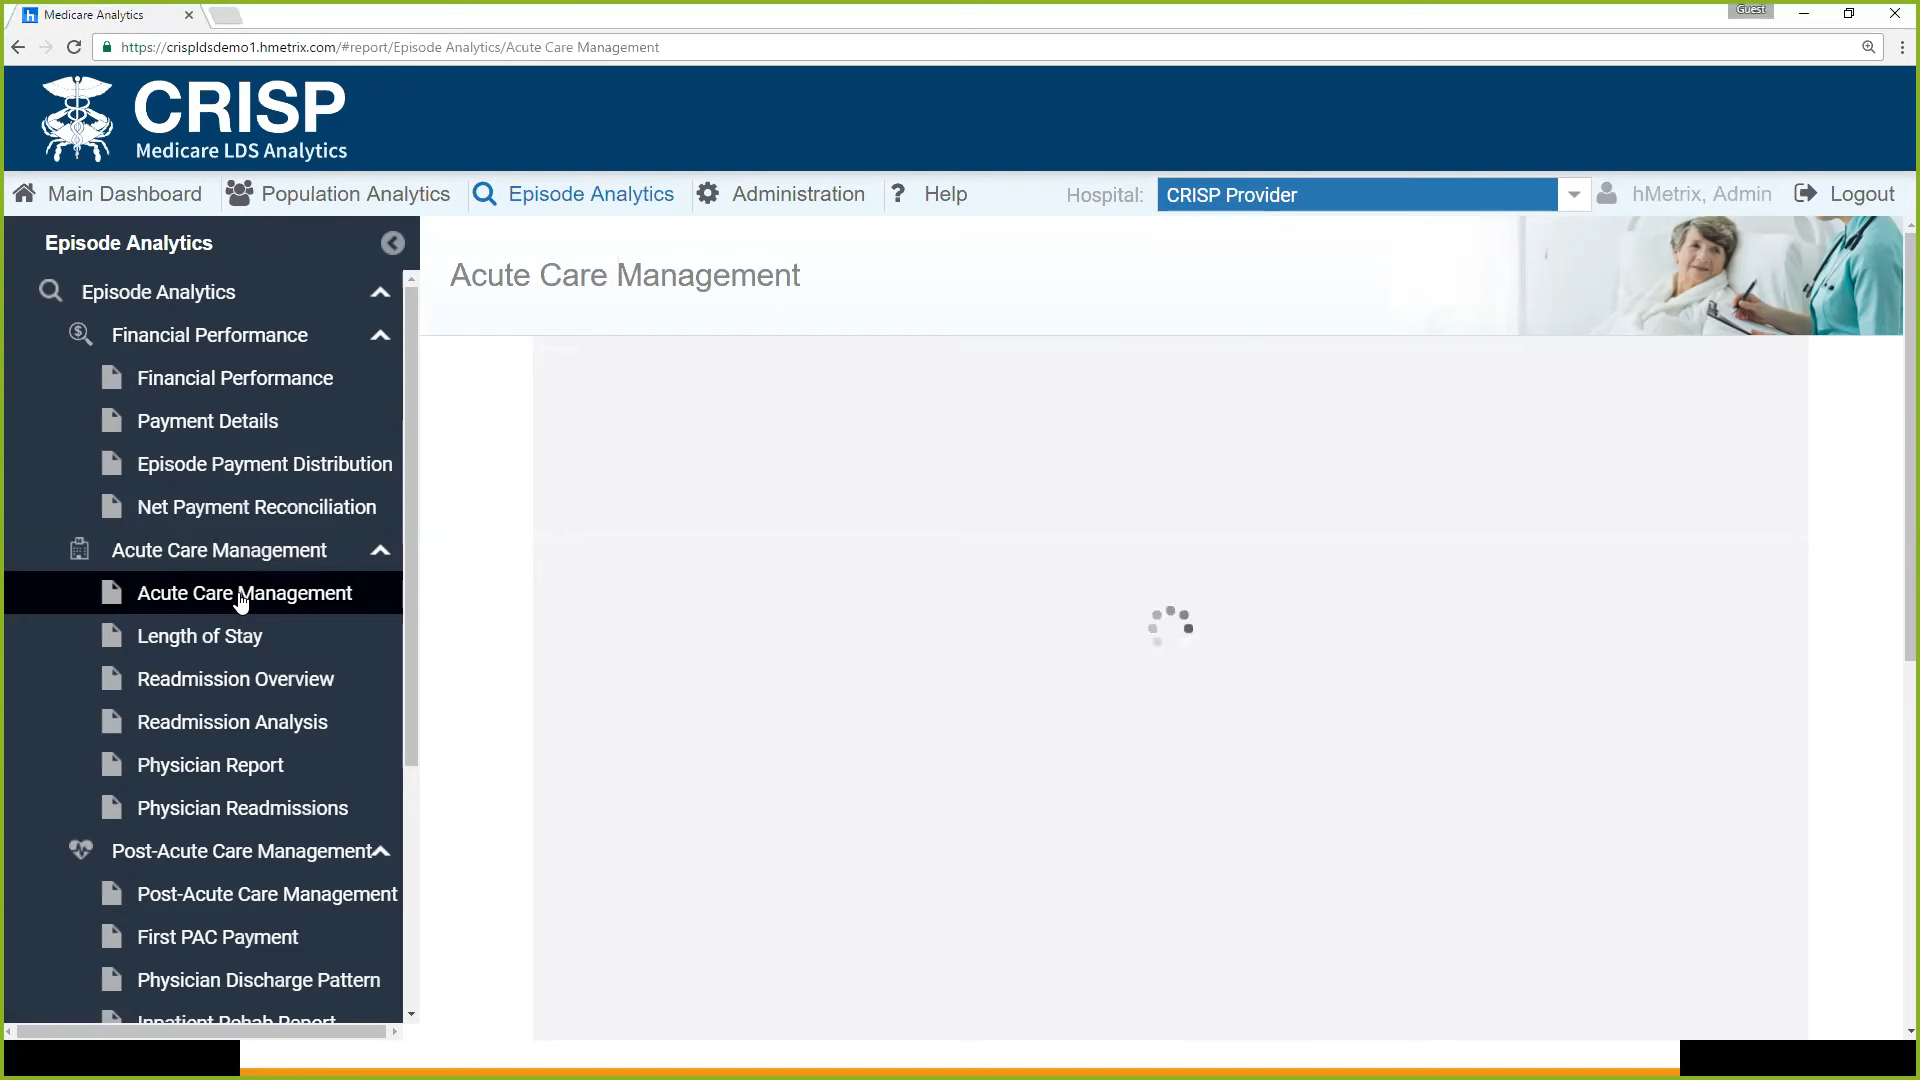 Medicare Analytics
Guest
https://crispldsdemo1.hmetrix.com/#report/Episode Analytics/Acute Care Management
CRISP
Medicare LDS Analytics
Main Dashboard Population Analytics Episode Analytics Administration ? Help Hospital: CRISP Provider hMetrix, Admin Logout
Episode Analytics
Acute Care Management
Episode Analytics
Financial Performance
Financial Performance
Payment Details
Episode Payment Distribution
Net Payment Reconciliation
Acute Care Management
Acute Care Management
Length of Stay
Readmission Overview
Readmission Analysis
Physician Report
Physician Readmissions
Post-Acute Care Management
Post-Acute Care Management
First PAC Payment
Physician Discharge Pattern
Inpatient Rehab Report